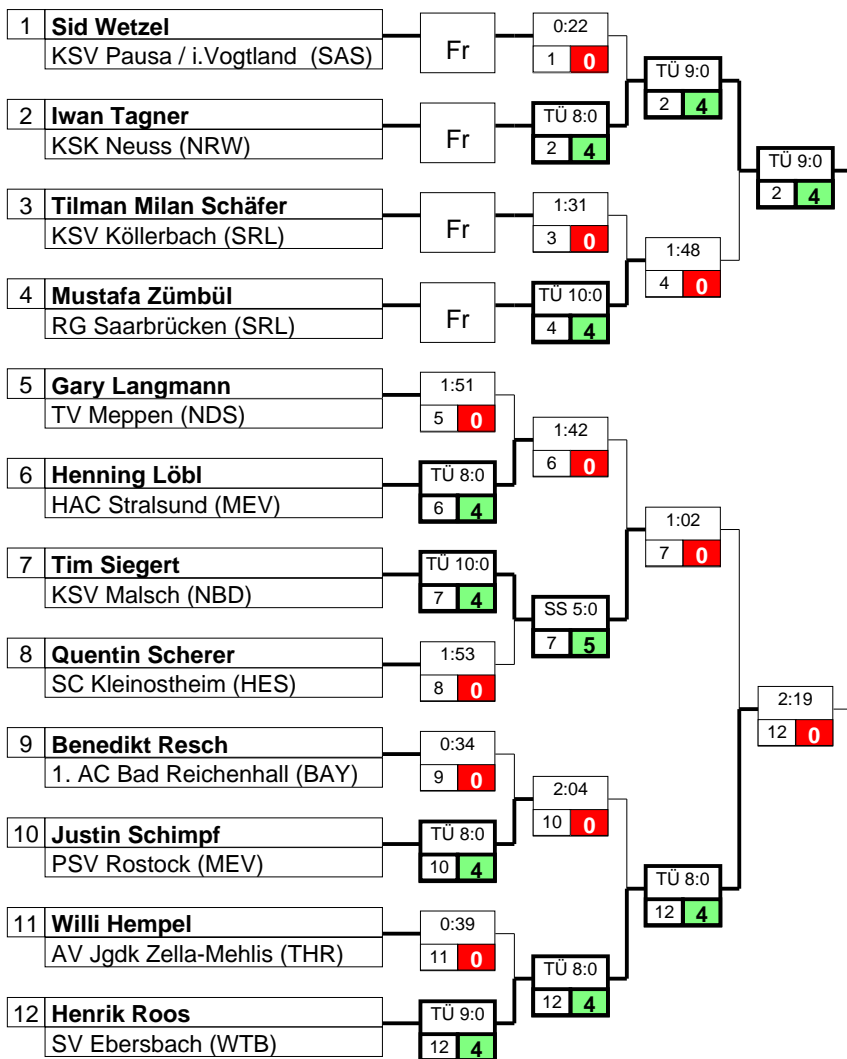 1 Sid Wetzel
KSV Pausa / i.Vogtland (SAS)
Fr
0:22
1 0
TÜ 9:0
2 4
2 Iwan Tagner
KSK Neuss (NRW)
Fr
TÜ 8:0
2 4
TÜ 9:0
2 4
3 Tilman Milan Schäfer
KSV Köllerbach (SRL)
Fr
1:31
3 0
1:48
4 0
4 Mustafa Zümbül
RG Saarbrücken (SRL)
Fr
TÜ 10:0
4 4
5 Gary Langmann
TV Meppen (NDS)
1:51
5 0
1:42
6 0
6 Henning Löbl
HAC Stralsund (MEV)
TÜ 8:0
6 4
1:02
7 0
7 Tim Siegert
KSV Malsch (NBD)
TÜ 10:0
7 4
SS 5:0
7 5
8 Quentin Scherer
SC Kleinostheim (HES)
1:53
8 0
2:19
12 0
9 Benedikt Resch
1. AC Bad Reichenhall (BAY)
0:34
9 0
2:04
10 0
10 Justin Schimpf
PSV Rostock (MEV)
TÜ 8:0
10 4
TÜ 8:0
12 4
11 Willi Hempel
AV Jgdk Zella-Mehlis (THR)
0:39
11 0
TÜ 8:0
12 4
12 Henrik Roos
SV Ebersbach (WTB)
TÜ 9:0
12 4